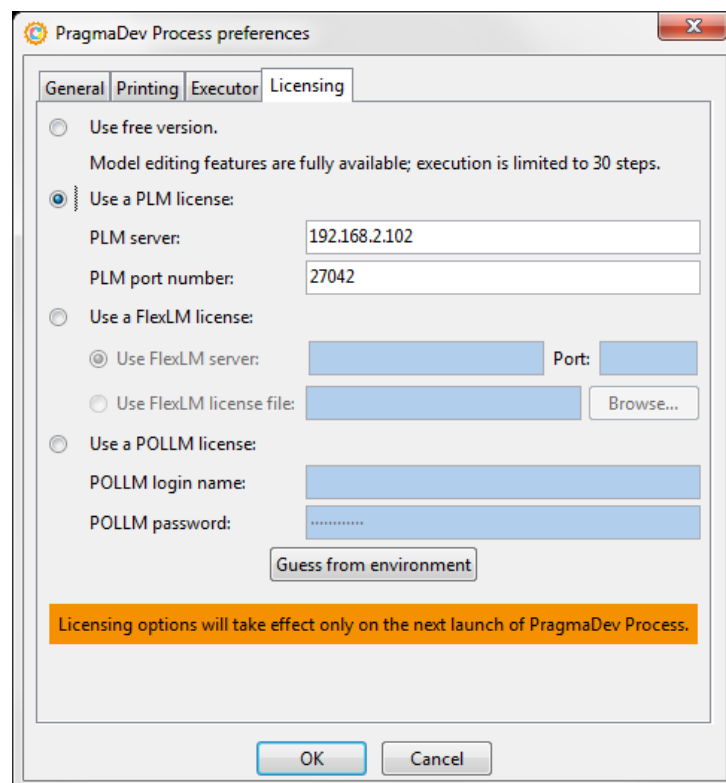 PragmaDev Process preferences
General Printing Executor Licensing
Use free version.
Model editing features are fully available; execution is limited to 30 steps.
Use a PLM license:
PLM server: 192.168.2.102
PLM port number: 27042
Use a FlexLM license:
Use FlexLM server: Port:
Use FlexLM license file: Browse...
Use a POLLM license:
POLLM login name:
POLLM password: ············
Guess from environment
Licensing options will take effect only on the next launch of PragmaDev Process.
OK Cancel